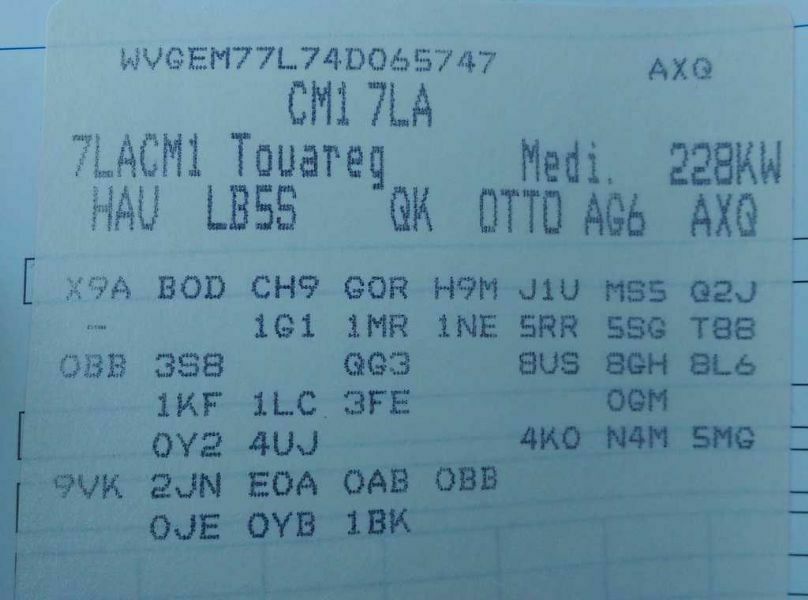 WVGEM77L74D065747 AXQ
CM1 7LA
7LACM1 Touareg Medi. 228KW
HAU LB5S QK OTTO AG6 AXQ
X9A B0D CH9 G0R H9M J1U MS5 Q2J
- 1G1 1MR 1NE 5RR 5SG T88
0BB 3S8 QG3 8US 8GH 8L6
1KF 1LC 3FE 0GM
0Y2 4UJ 4K0 N4M 5MG
9VK 2JN E0A 0AB 0BB
0JE 0YB 1BK